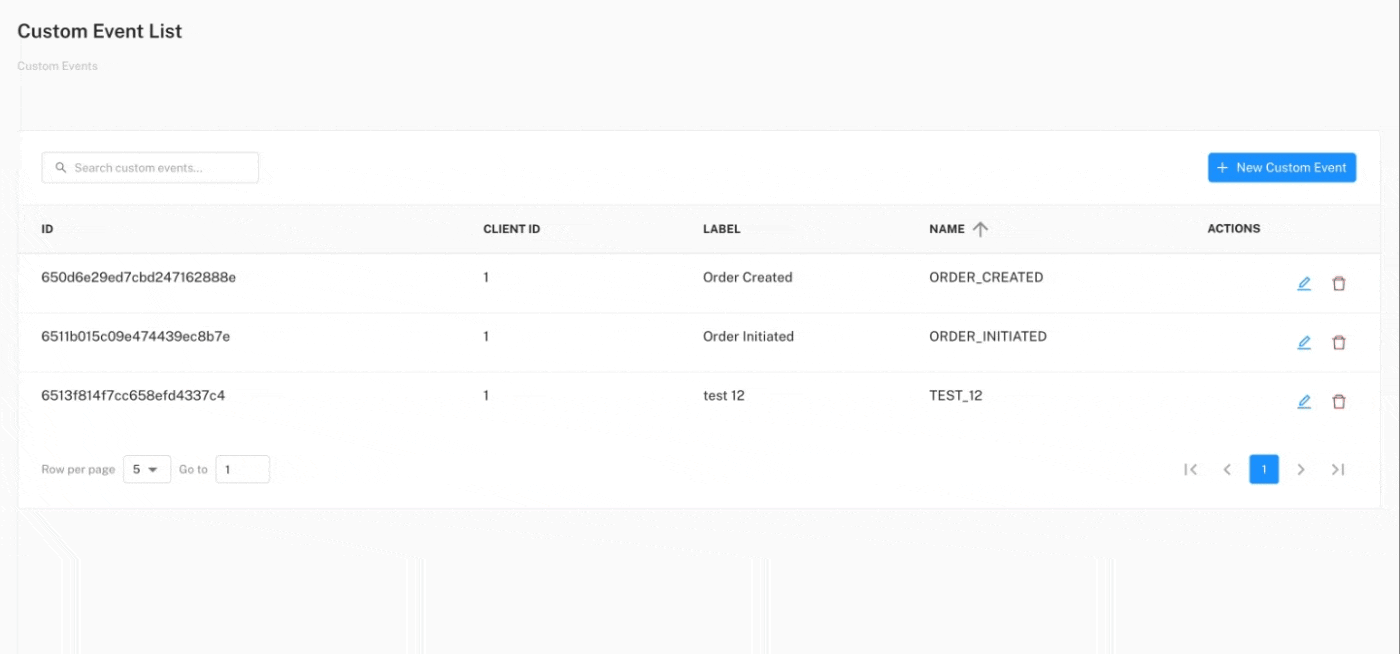 Custom Event List
Custom Events
Search custom events...
+ New Custom Event
ID CLIENT ID LABEL NAME ACTIONS
650d6e29ed7cbd247162888e 1 Order Created ORDER_CREATED
6511b015c09e474439ec8b7e 1 Order Initiated ORDER_INITIATED
6513f814f7cc658efd4337c4 1 test 12 TEST_12
Row per page 5 Go to 1 1